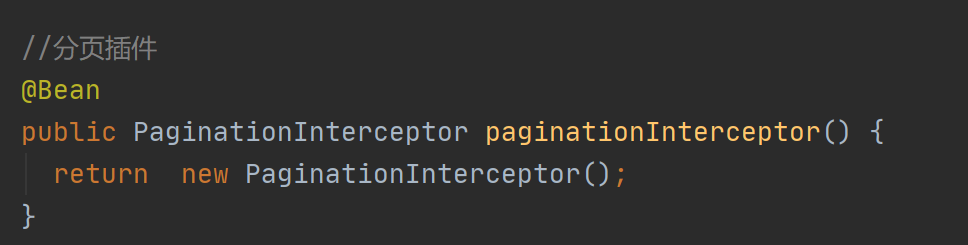 //分页插件
@Bean
public PaginationInterceptor paginationInterceptor() {
return  new PaginationInterceptor();
}